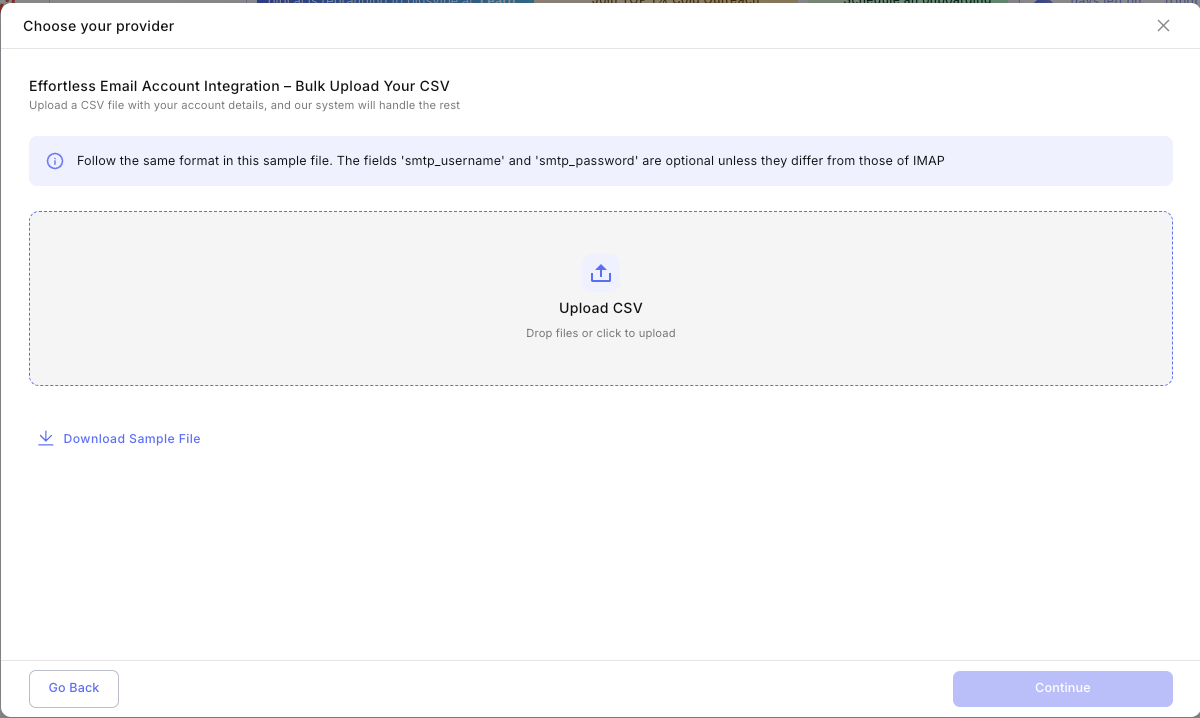 Choose your provider
Effortless Email Account Integration – Bulk Upload Your CSV
Upload a CSV file with your account details, and our system will handle the rest
Follow the same format in this sample file. The fields 'smtp_username' and 'smtp_password' are optional unless they differ from those of IMAP
Upload CSV
Drop files or click to upload
Download Sample File
Go Back
Continue